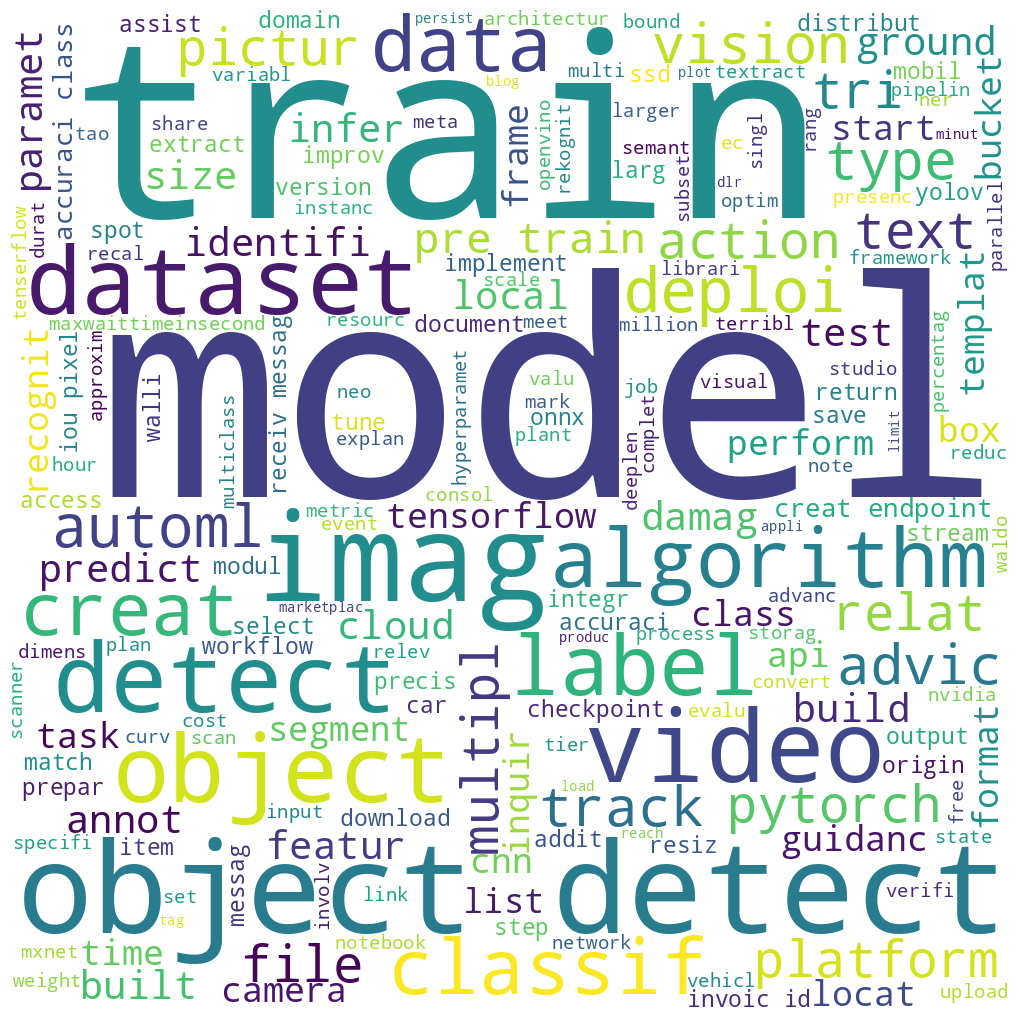 assist
domain
persist
architectur
bound
distribut
pictur
data
vision
ground
variabl
blog
multi
ssd
plot
textract
mobil
pipelin
ner
train
tri
bucket
paramet
accuraci class
tao
share
infer
meta
frame
openvino
rekognit
larger
semant
ec
singl
rang
start
minut
extract
improv
size
version
instanc
larg
subset
dlr
optim
type
presenc
yolov
parallel
tenserflow
durat
spot
recal
identifi
pre train
action
text
implement
scale
librari
framework
dataset
local
deploi
templat
maxwaittimeinsecond
resourc
document
meet
million
terribl
test
percentag
recognit
iou pixel
approxim
walli
multiclass
receiv messag
neo
tune
explan
hyperparamet
valu
mark
onnx
plant
job
visual
studio
return
save
limit
perform
note
box
reduc
deeplen
complet
model
hour
access
consol
metric
event
tensorflow
damag
appli
creat endpoint
stream
waldo
automl
imag
algorithm
predict
modul
integr
advanc
marketplac
accuraci
class
relat
creat
select
cloud
produc
process
storag
dimens
plan
workflow
relev
label
api
advic
convert
scanner
detect
precis
multipl
nvidia
cost
car
checkpoint
evalu
build
format
task
curv
scan
segment
tier
video
output
match
origin
prepar
object
load
free
input
download
inquir
track
pytorch
annot
addit
reach
resiz
guidanc
state
specifi
item
featur
cnn
messag
involv
object detect
set
link
list
verifi
tag
step
mxnet
time
file
notebook
network
classif
platform
weight
built
camera
vehicl
invoic id
locat
upload